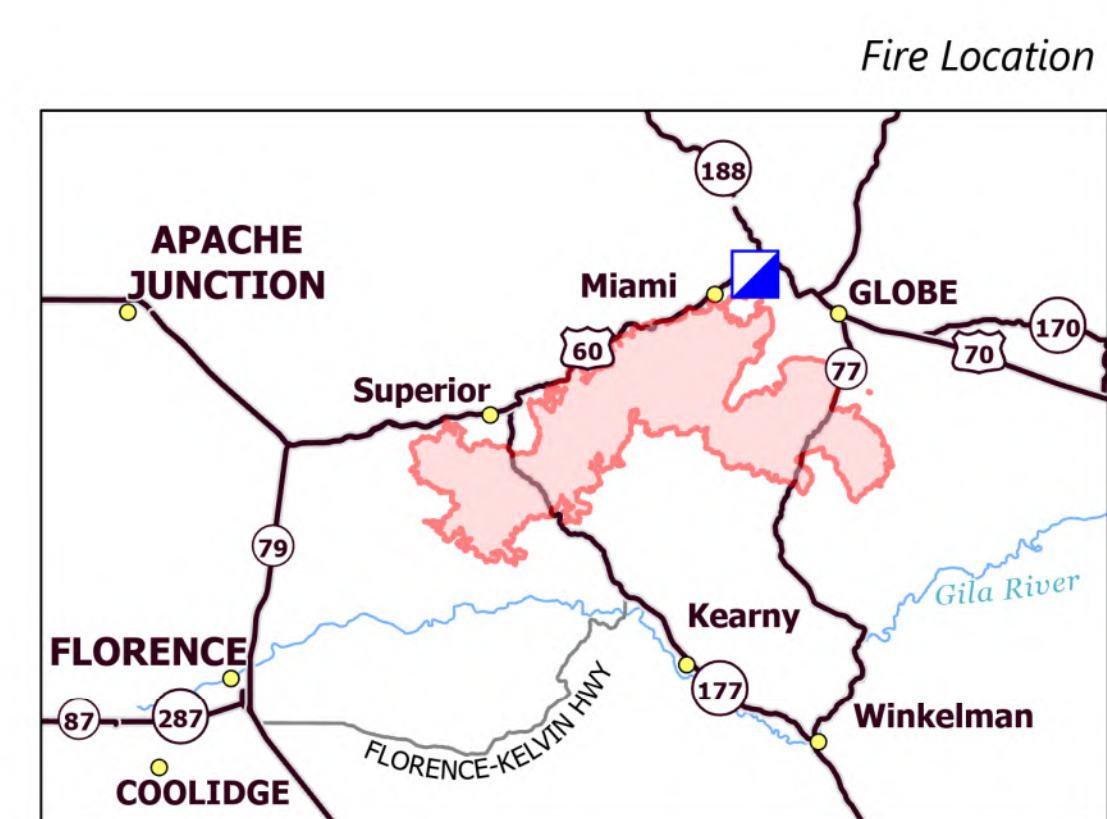 Fire Location
188
APACHE
JUNCTION
Miami
GLOBE
170
60
70
77
Superior
79
Gila River
Kearny
FLORENCE
177
87
287
Winkelman
FLORENCE-KELVIN HWY
COOLIDGE